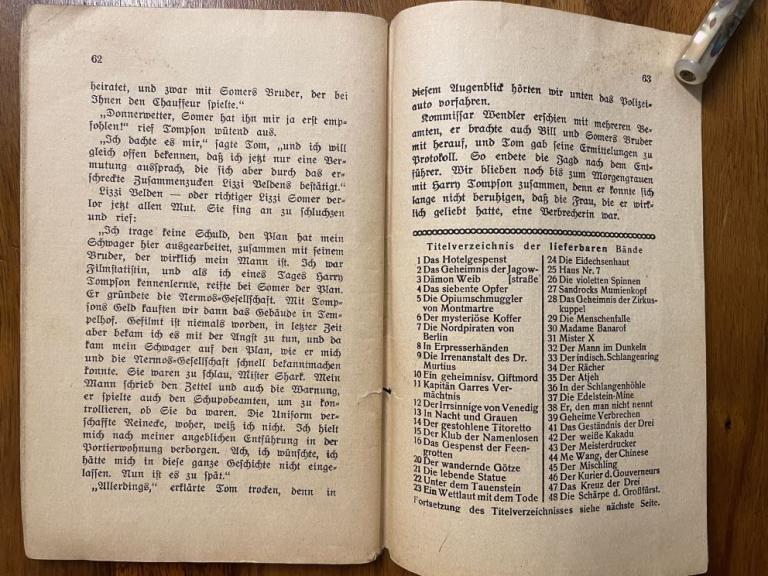 62
heiratet, und zwar mit Somers Bruder, der bei
Ihnen den Chauffeur spielte."
„Donnerwetter, Somer hat ihn mir ja erst emp-
fohlen!" rief Tompson wütend aus.
„Ich dachte es mir," sagte Tom, „und ich will
gleich offen bekennen, daß ich jetzt nur eine Ver-
mutung aussprach, die sich aber durch das er-
schreckte Zusammenzucken Lizzi Veldens bestätigt."
Lizzi Velden — oder richtiger Lizzi Somer ver-
lor jetzt allen Mut. Sie fing an zu schluchzen
und rief:
„Ich trage keine Schuld, den Plan hat mein
Schwager hier ausgearbeitet, zusammen mit seinem
Bruder, der wirklich mein Mann ist. Ich war
Filmstatistin, und als ich eines Tages Harry
Tompson kennenlernte, reifte bei Somer der Plan.
Er gründete die Nermos-Gesellschaft. Mit Tomp-
sons Geld kauften wir dann das Gebäude in Tem-
pelhof. Gefilmt ist niemals worden, in letzter Zeit
aber bekam ich es mit der Angst zu tun, und da
kam mein Schwager auf den Plan, wie er mich
und die Nermos-Gesellschaft schnell bekanntmachen
konnte. Sie waren zu schlau, Mister Shark. Mein
Mann schrieb den Zettel und auch die Warnung,
er spielte auch den Schupobeamten, um zu kon-
trollieren, ob Sie da waren. Die Uniform ver-
schaffte Reinecke, woher, weiß ich nicht. Ich hielt
mich nach meiner angeblichen Entführung in der
Portierwohnung verborgen. Ach, ich wünschte, ich
hätte mich in diese ganze Geschichte nicht einge-
lassen. Nun ist es zu spät."
„Allerdings," erklärte Tom trocken, denn in
63
diesem Augenblick hörten wir unten das Polizei-
auto vorfahren.
Kommissar Wendler erschien mit mehreren Be-
amten, er brachte auch Bill und Somers Bruder
mit herauf, und Tom gab seine Ermittelungen zu
Protokoll. So endete die Jagd nach dem Ent-
führer. Wir blieben noch bis zum Morgengrauen
mit Harry Tompson zusammen, denn er konnte sich
lange nicht beruhigen, daß die Frau, die er wirk-
lich geliebt hatte, eine Verbrecherin war.
Titelverzeichnis der lieferbaren Bände
1 Das Hotelgespenst
2 Das Geheimnis der Jagow-
3 Dämon Weib [straße
4 Das siebente Opfer
5 Die Opiumschmuggler
von Montmartre
6 Der mysteriöse Koffer
7 Die Nordpiraten von
Berlin
8 In Erpresserhänden
9 Die Irrenanstalt des Dr.
Murtius
10 Ein geheimnisv. Giftmord
11 Kapitän Garres Ver-
mächtnis
12 Der Irrsinnige von Venedig
13 In Nacht und Grauen
14 Der gestohlene Titoretto
15 Der Klub der Namenlosen
16 Das Gespenst der Feen-
grotten
20 Der wandernde Götze
21 Die lebende Statue
22 Unter dem Tauenstein
23 Ein Wettlaut mit dem Tode
24 Die Eidechsenhaut
25 Haus Nr. 7
26 Die violetten Spinnen
27 Sandrocks Mumienkopf
28 Das Geheimnis der Zirkus-
kuppel
29 Die Menschenfalle
30 Madame Banarof
31 Mister X
32 Der Mann im Dunkeln
33 Der indisch. Schlangenring
34 Der Rächer
35 Die Atjeh
36 In der Schlangenhöhle
37 Die Edelstein-Mine
38 Er, den man nicht nennt
39 Geheime Verbrechen
41 Das Geständnis der Drei
42 Der weiße Kakadu
43 Der Meisterdrucker
44 Me Wang, der Chinese
45 Der Mischling
46 Der Kurier d. Gouverneurs
47 Das Kreuz der Drei
48 Die Schärpe d. Großfürst.
Fortsetzung des Titelverzeichnisses siehe nächste Seite.